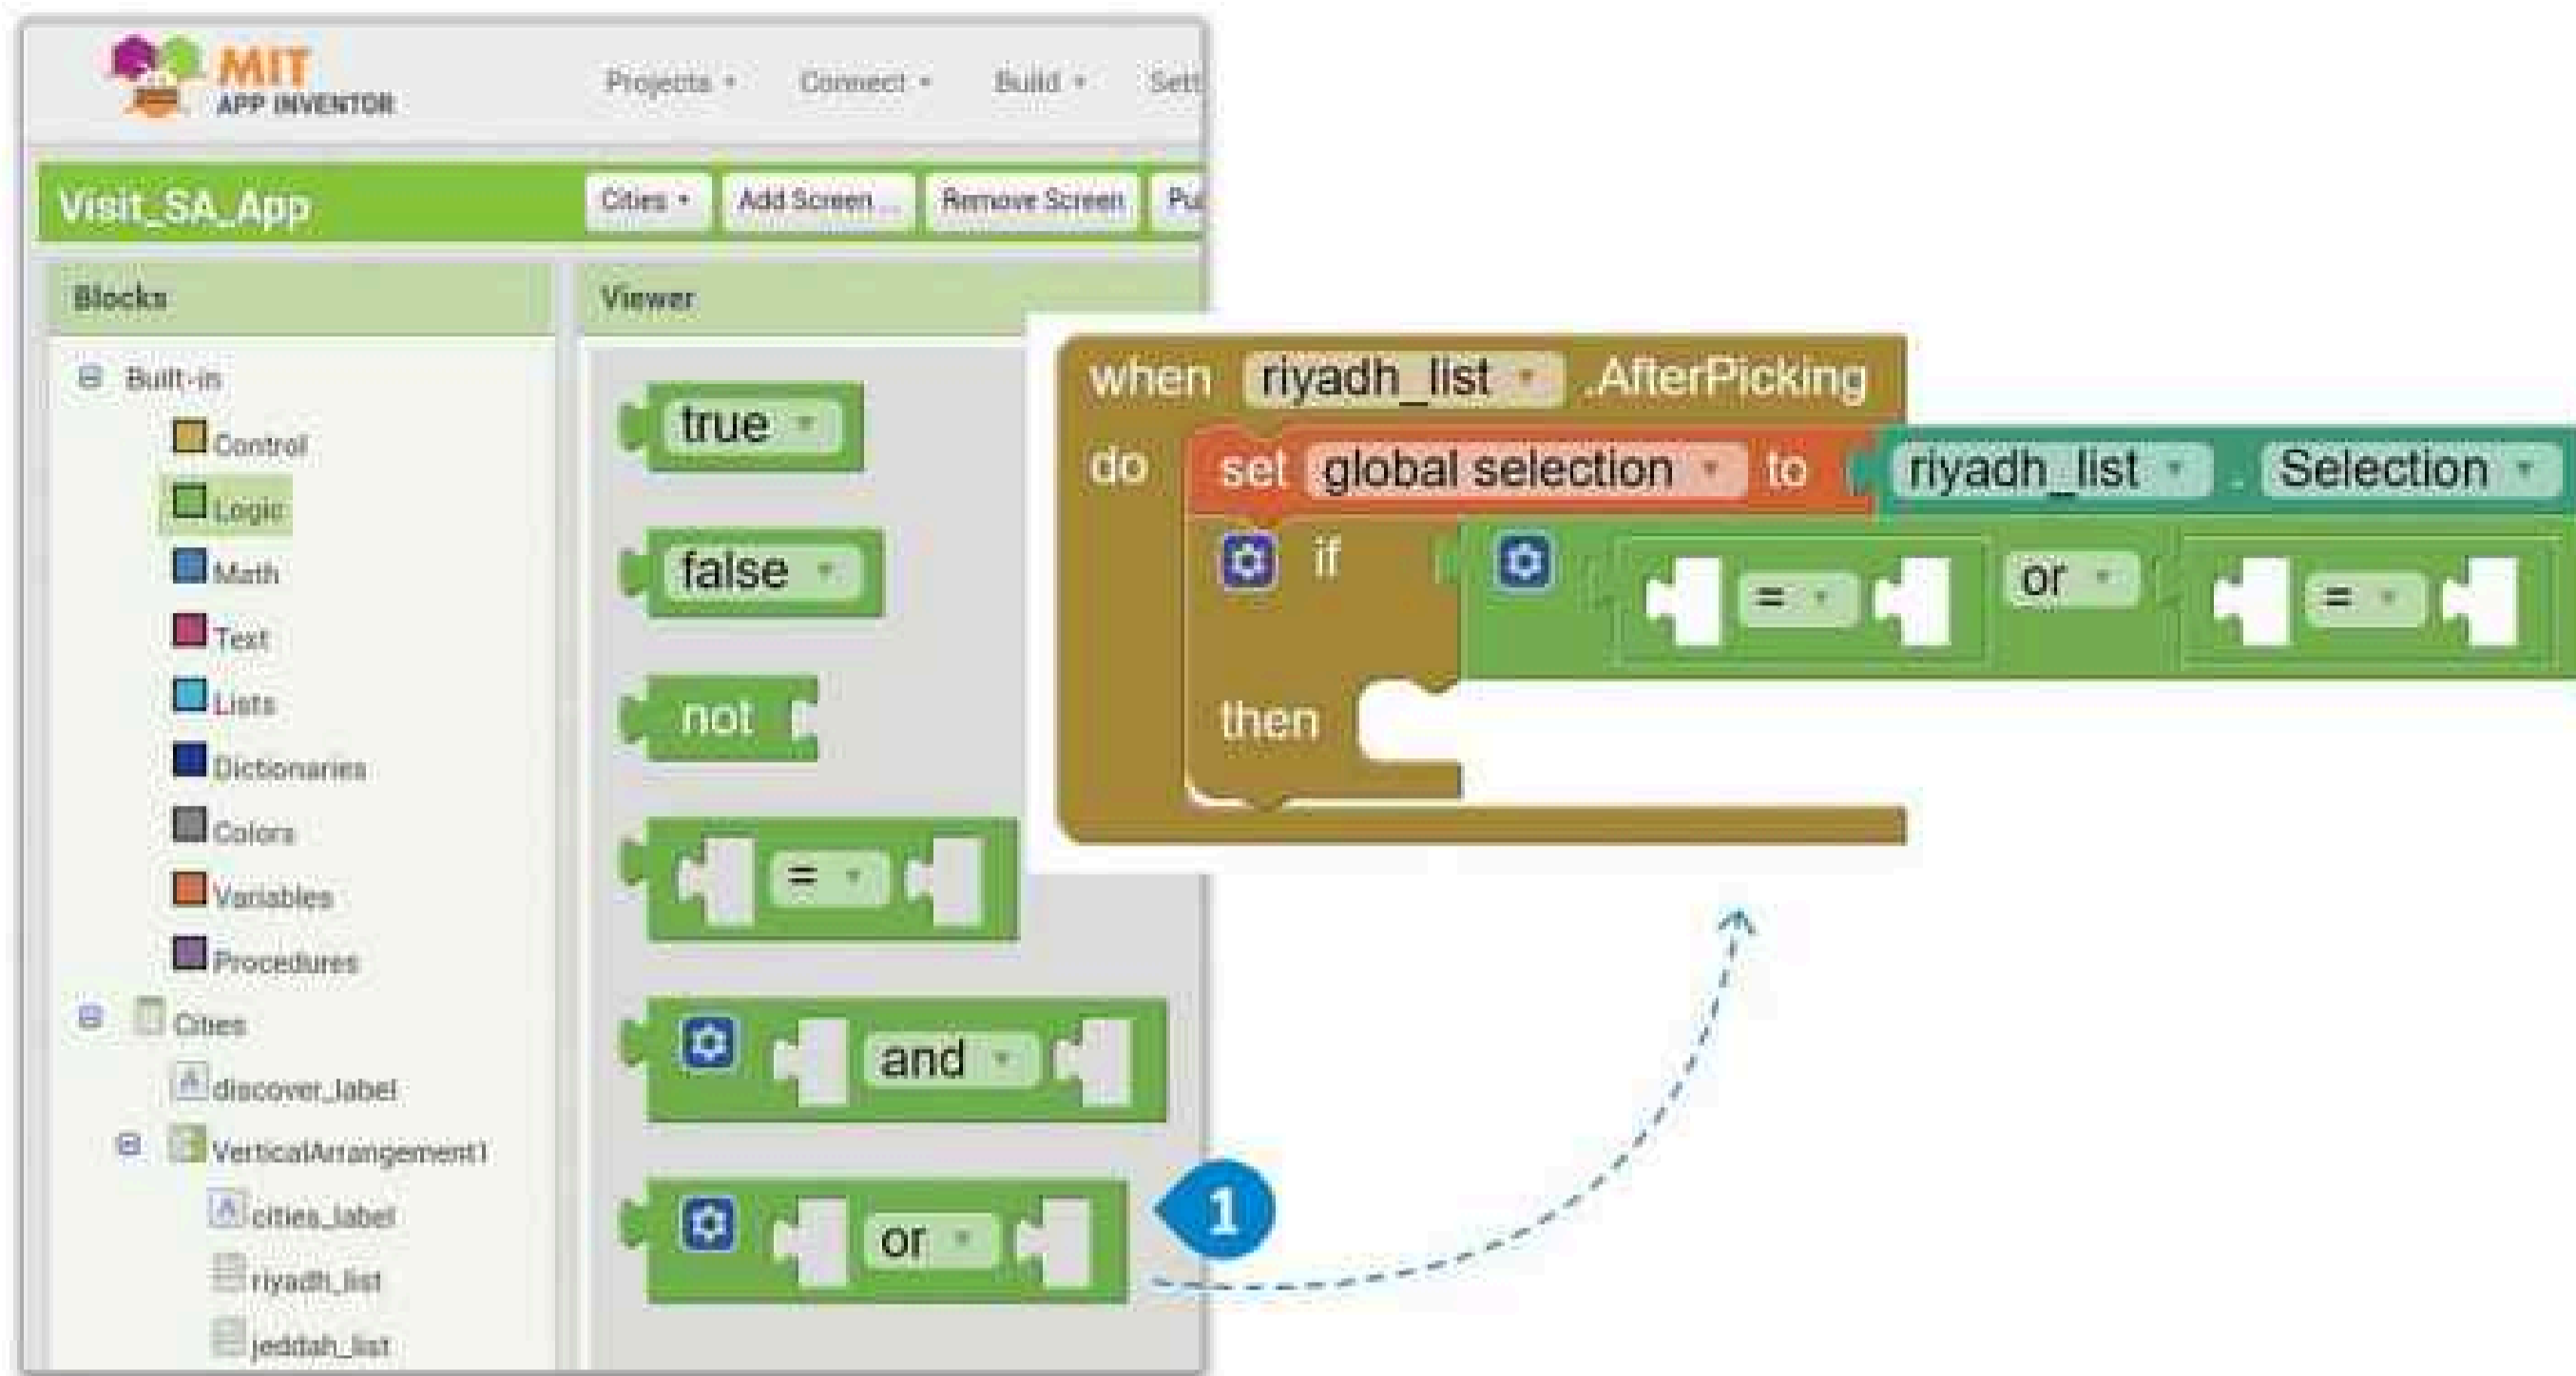 MIT
APP INVENTOR
Projects Connect Build Sett
Visit_SA_App
Cities Add Screen ... Remove Screen Pu
Blocks
Viewer
Built-in
Control
Logic
Math
Text
Lists
Dictionaries
Colors
Variables
Procedures
Cities
discover_label
VerticalArrangement1
cities_label
riyadh_list
jeddah_list
true
false
not
=
and
or
1
when riyadh_list .AfterPicking
do set global selection to riyadh_list . Selection
if = or =
then